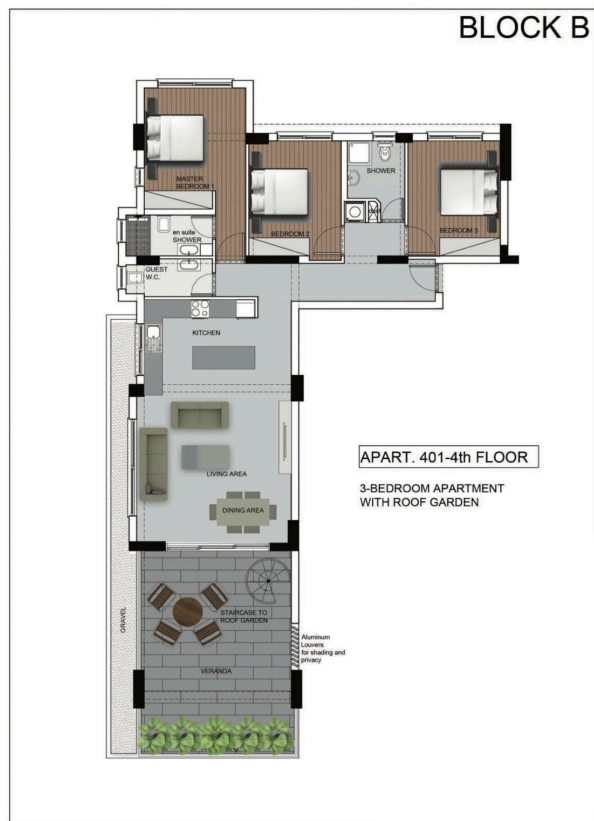 BLOCK B
MASTER
BEDROOM 1
SHOWER
BEDROOM 2
BEDROOM 3
en suite
SHOWER
GUEST
W.C.
KITCHEN
LIVING AREA
DINING AREA
APART. 401-4th FLOOR
3-BEDROOM APARTMENT
WITH ROOF GARDEN
STAIRCASE TO
ROOF GARDEN
GRAVEL
Aluminum
Louvers
for shading and
privacy
VERANDA